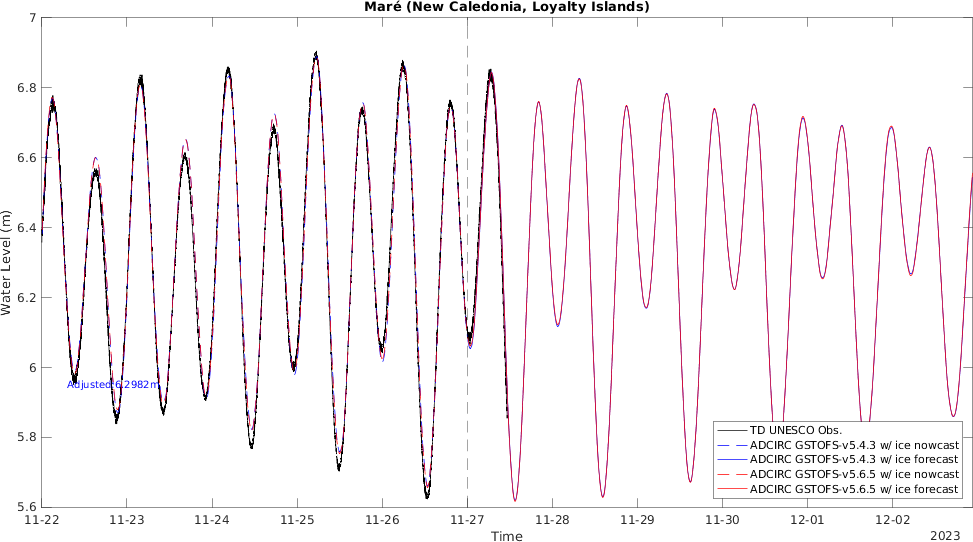 Maré (New Caledonia, Loyalty Islands)
7
6.8
6.6
6.4
6.2
6
5.8
5.6
Water Level (m)
Adjusted 6.2982m
TD UNESCO Obs.
ADCIRC GSTOFS-v5.4.3 w/ ice nowcast
ADCIRC GSTOFS-v5.4.3 w/ ice forecast
ADCIRC GSTOFS-v5.6.5 w/ ice nowcast
ADCIRC GSTOFS-v5.6.5 w/ ice forecast
11-22 11-23 11-24 11-25 11-26 11-27 11-28 11-29 11-30 12-01 12-02
Time
2023